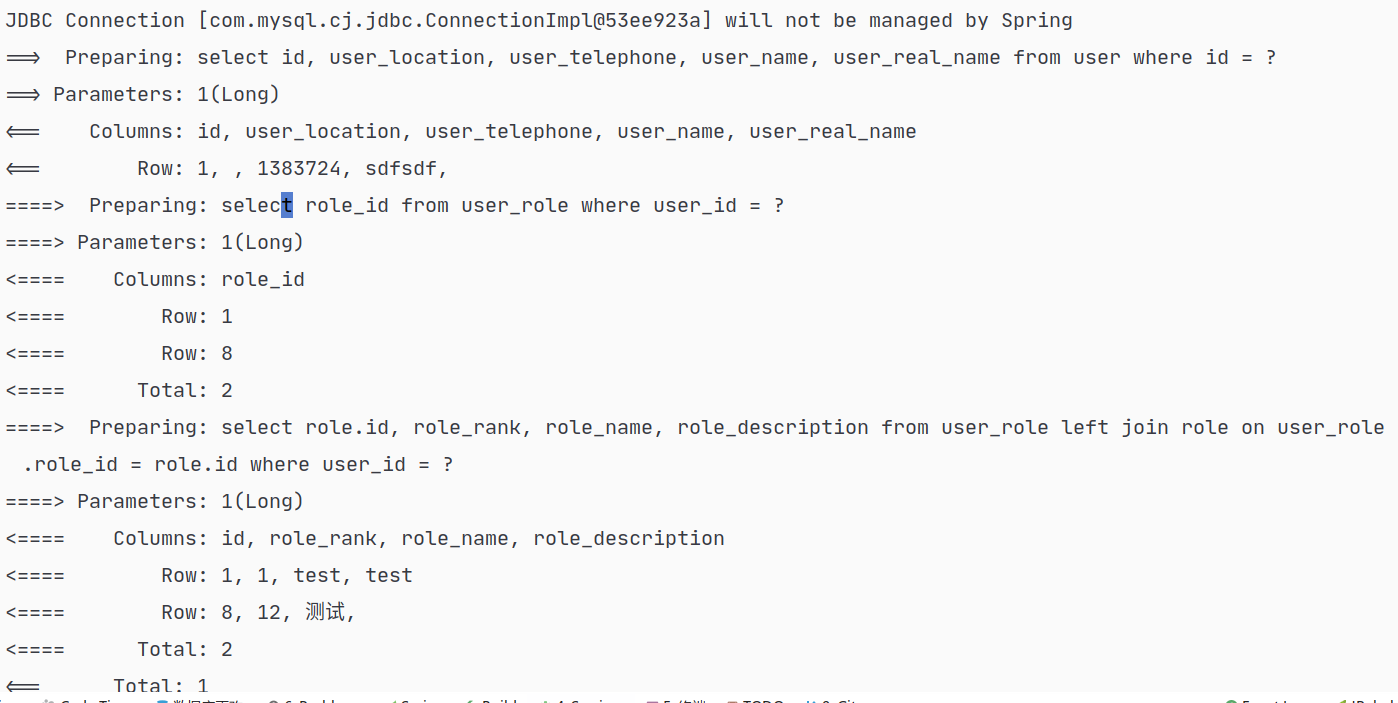 JDBC Connection [com.mysql.cj.jdbc.ConnectionImpl@53ee923a] will not be managed by Spring
==>  Preparing: select id, user_location, user_telephone, user_name, user_real_name from user where id = ?
==> Parameters: 1(Long)
<==    Columns: id, user_location, user_telephone, user_name, user_real_name
<==        Row: 1, , 1383724, sdfsdf,
====>  Preparing: select role_id from user_role where user_id = ?
====> Parameters: 1(Long)
<====    Columns: role_id
<====        Row: 1
<====        Row: 8
<====      Total: 2
====>  Preparing: select role.id, role_rank, role_name, role_description from user_role left join role on user_role
.role_id = role.id where user_id = ?
====> Parameters: 1(Long)
<====    Columns: id, role_rank, role_name, role_description
<====        Row: 1, 1, test, test
<====        Row: 8, 12, 测试,
<====      Total: 2
<==      Total: 1